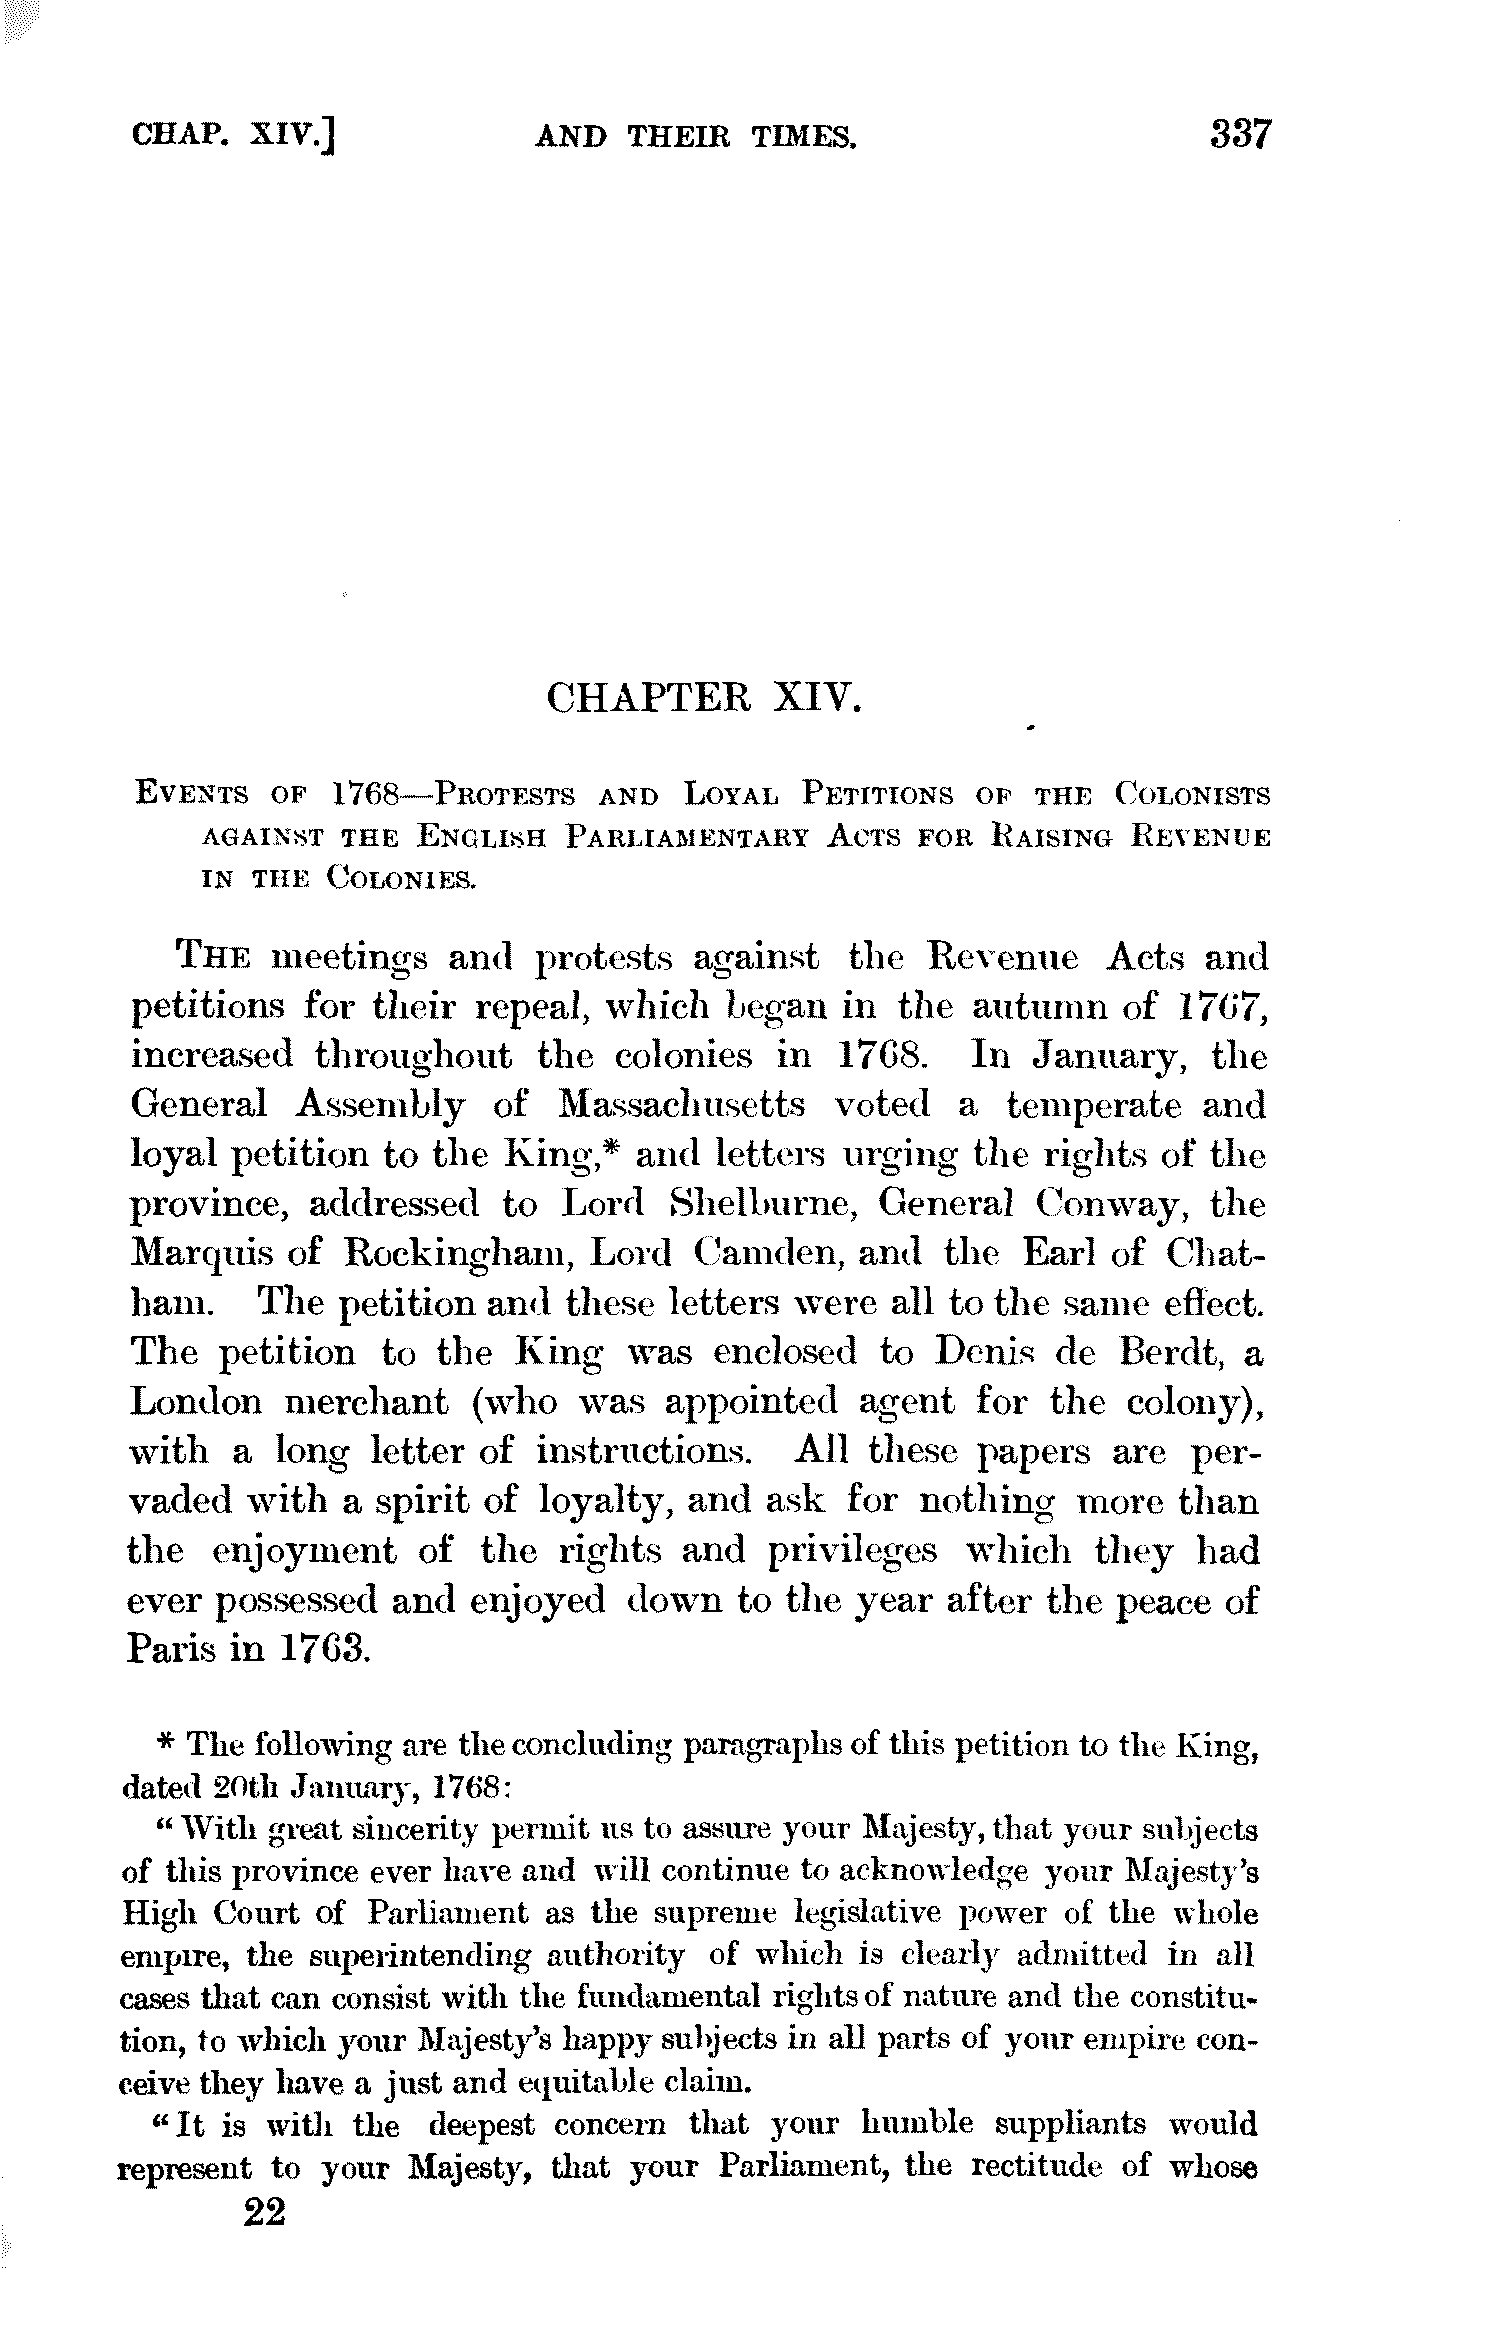 CHAP. XIV.] AND THEIR TIMES. 337
CHAPTER XIV.
EVENTS OF 1768—PROTESTS AND LOYAL PETITIONS OF THE COLONISTS
AGAINST THE ENGLISH PARLIAMENTARY ACTS FOR RAISING REVENUE
IN THE COLONIES.
THE meetings and protests against the Revenue Acts and
petitions for their repeal, which began in the autumn of 1767,
increased throughout the colonies in 1768. In January, the
General Assembly of Massachusetts voted a temperate and
loyal petition to the King,* and letters urging the rights of the
province, addressed to Lord Shelburne, General Conway, the
Marquis of Rockingham, Lord Camden, and the Earl of Chat-
ham. The petition and these letters were all to the same effect.
The petition to the King was enclosed to Denis de Berdt, a
London merchant (who was appointed agent for the colony),
with a long letter of instructions. All these papers are per-
vaded with a spirit of loyalty, and ask for nothing more than
the enjoyment of the rights and privileges which they had
ever possessed and enjoyed down to the year after the peace of
Paris in 1763.
* The following are the concluding paragraphs of this petition to the King,
dated 20th January, 1768:
“With great sincerity permit us to assure your Majesty, that your subjects
of this province ever have and will continue to acknowledge your Majesty's
High Court of Parliament as the supreme legislative power of the whole
empire, the superintending authority of which is clearly admitted in all
cases that can consist with the fundamental rights of nature and the constitu-
tion, to which your Majesty's happy subjects in all parts of your empire con-
ceive they have a just and equitable claim.
“It is with the deepest concern that your humble suppliants would
represent to your Majesty, that your Parliament, the rectitude of whose
22